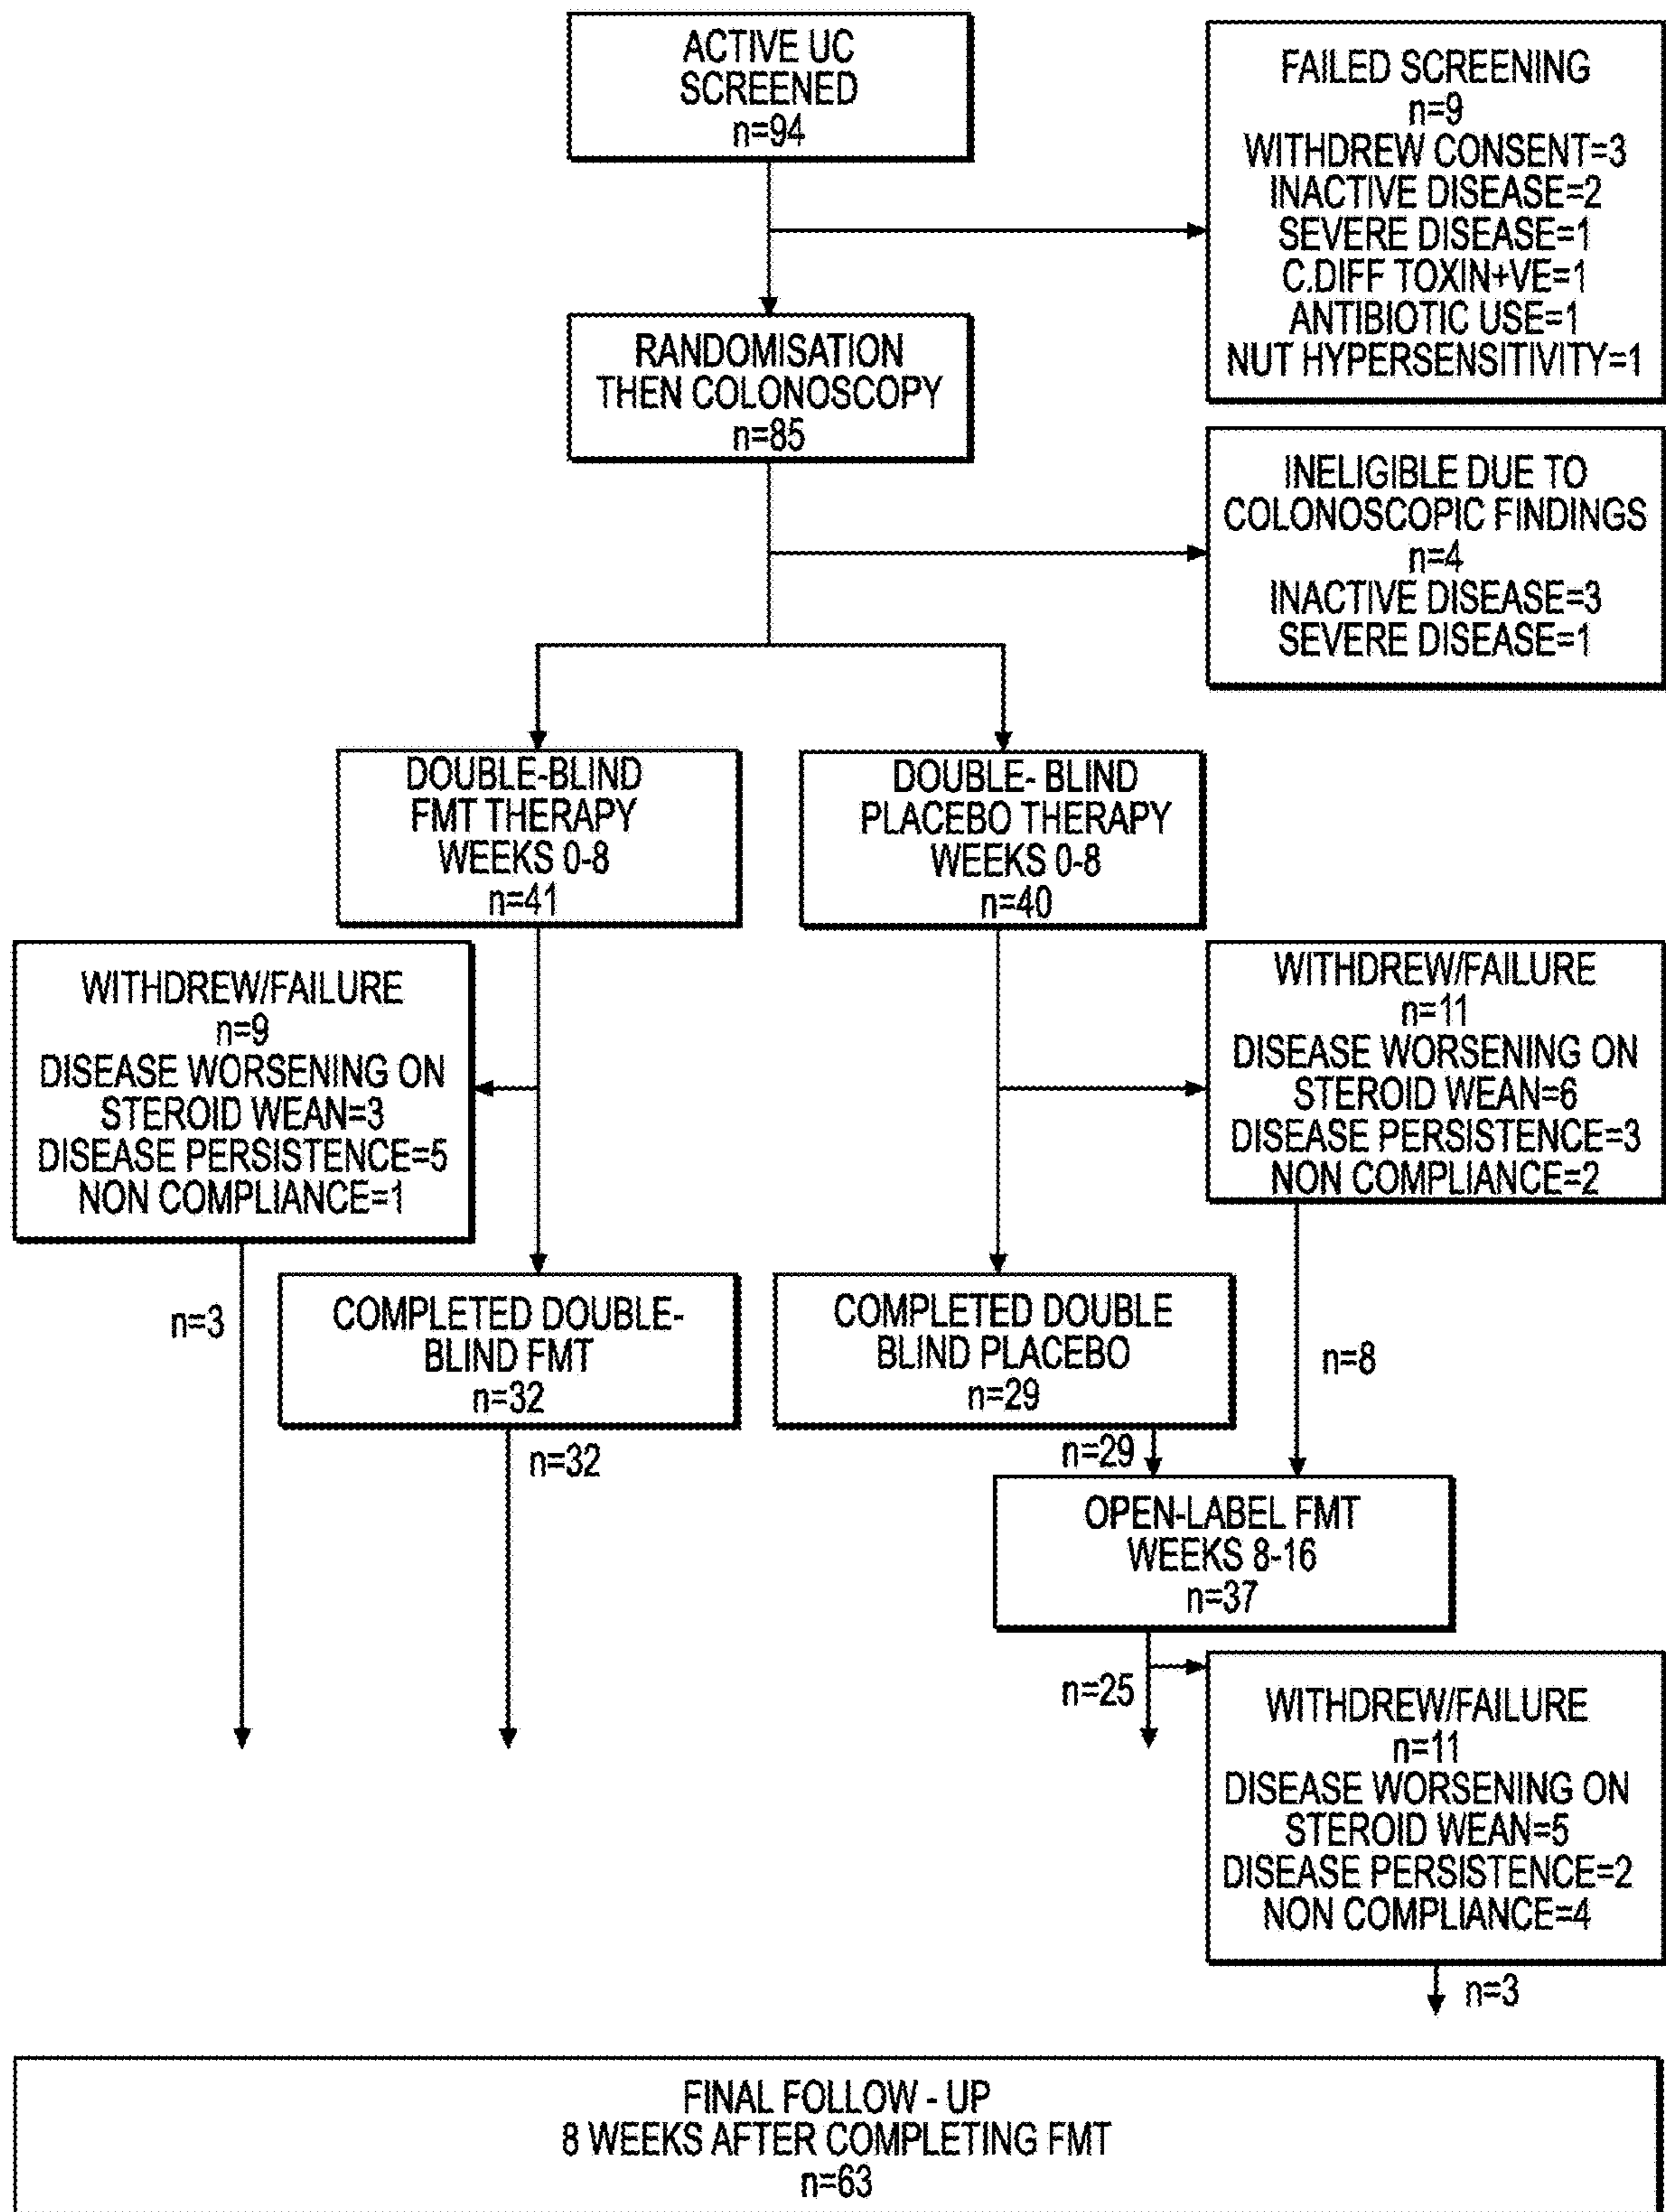 ACTIVE UC
SCREENED
n=94
FAILED SCREENING
n=9
WITHDREW CONSENT=3
INACTIVE DISEASE=2
SEVERE DISEASE=1
C.DIFF TOXIN+VE=1
ANTIBIOTIC USE=1
NUT HYPERSENSITIVITY=1
RANDOMISATION
THEN COLONOSCOPY
n=85
INELIGIBLE DUE TO
COLONOSCOPIC FINDINGS
n=4
INACTIVE DISEASE=3
SEVERE DISEASE=1
DOUBLE-BLIND
FMT THERAPY
WEEKS 0-8
n=41
DOUBLE- BLIND
PLACEBO THERAPY
WEEKS 0-8
n=40
WITHDREW/FAILURE
n=9
DISEASE WORSENING ON
STEROID WEAN=3
DISEASE PERSISTENCE=5
NON COMPLIANCE=1
WITHDREW/FAILURE
n=11
DISEASE WORSENING ON
STEROID WEAN=6
DISEASE PERSISTENCE=3
NON COMPLIANCE=2
n=3
COMPLETED DOUBLE-
BLIND FMT
n=32
COMPLETED DOUBLE
BLIND PLACEBO
n=29
n=8
n=32
n=29
OPEN-LABEL FMT
WEEKS 8-16
n=37
n=25
WITHDREW/FAILURE
n=11
DISEASE WORSENING ON
STEROID WEAN=5
DISEASE PERSISTENCE=2
NON COMPLIANCE=4
n=3
FINAL FOLLOW - UP
8 WEEKS AFTER COMPLETING FMT
n=63